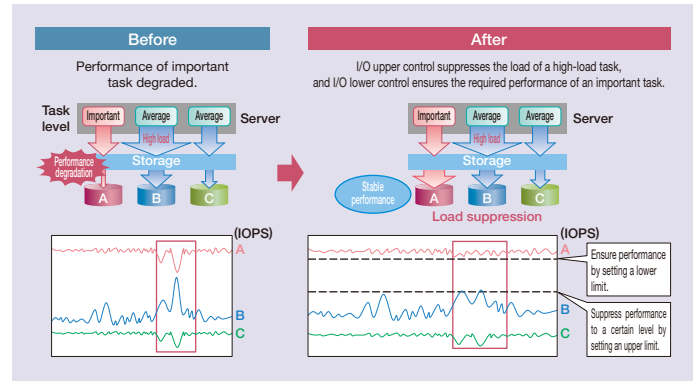 Before
Performance of important
task degraded.
Task
level
Important
Average
Average
Server
High load
Storage
Performance
degradation
A
B
C
(IOPS)
A
B
C
After
I/O upper control suppresses the load of a high-load task,
and I/O lower control ensures the required performance of an important task.
Important
Average
Average
Server
High load
Storage
Stable
performance
A
B
C
Load suppression
(IOPS)
A
B
C
Ensure performance
by setting a lower
limit.
Suppress performance
to a certain level by
setting an upper limit.